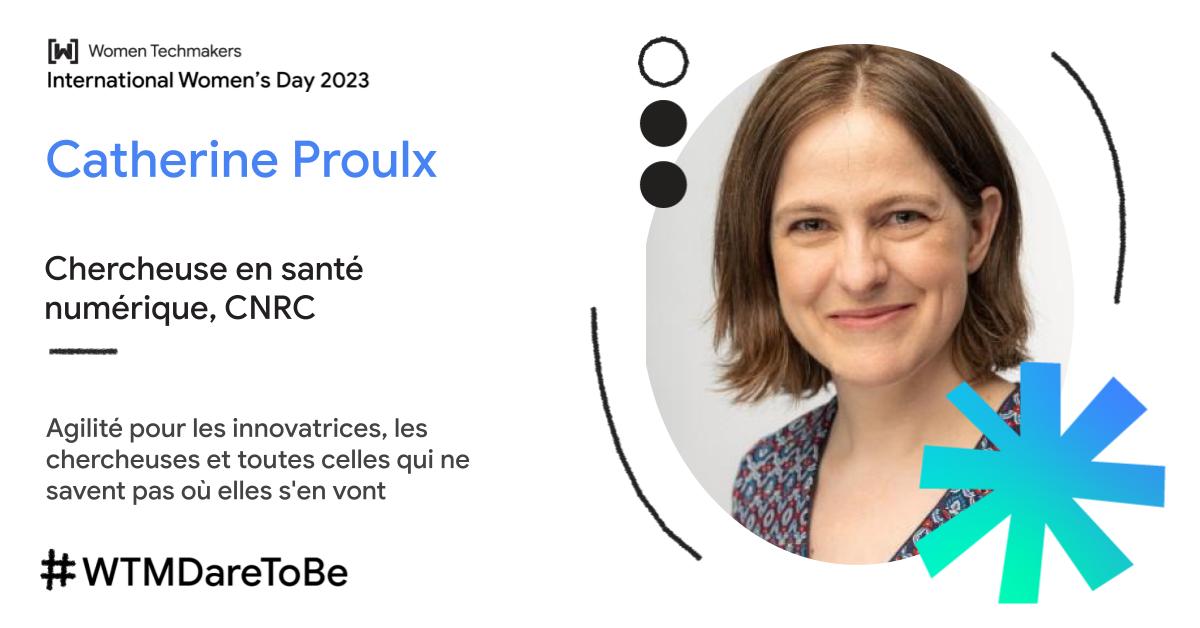 [W] Women Techmakers
International Women's Day 2023
Catherine Proulx
Chercheuse en santé
numérique, CNRC
Agilité pour les innovatrices, les
chercheuses et toutes celles qui ne
savent pas où elles s'en vont
#WTMDareToBe